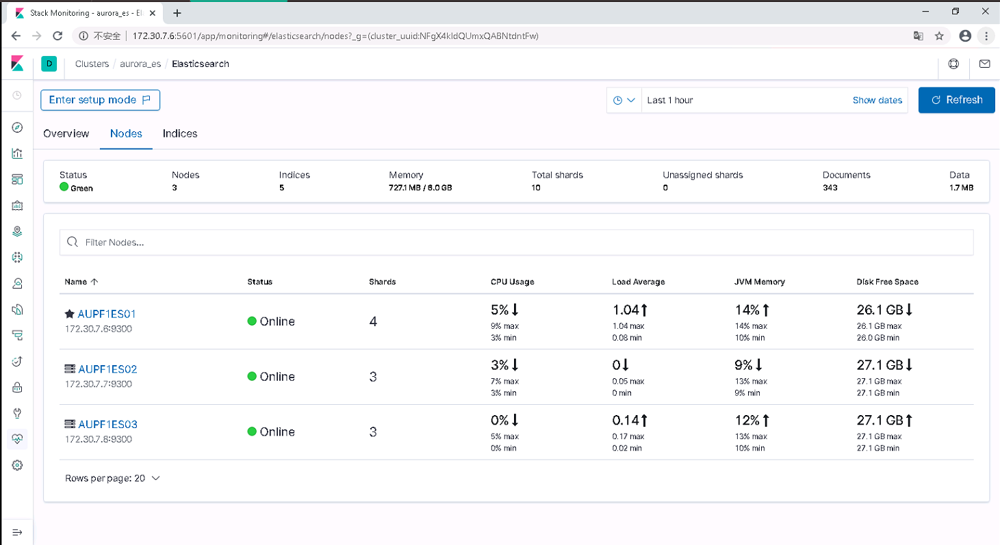 Stack Monitoring - aurora_es - El
不安全 172.30.7.6:5601/app/monitoring#/elasticsearch/nodes?_g=(cluster_uuid:NFgX4kIdQUmxQABNtdntFw)
D Clusters / aurora_es / Elasticsearch
Enter setup mode
Last 1 hour Show dates Refresh
Overview Nodes Indices
Status Nodes Indices Memory Total shards Unassigned shards Documents Data
Green 3 5 727.1 MB / 6.0 GB 10 0 343 1.7 MB
Filter Nodes...
Name Status Shards CPU Usage Load Average JVM Memory Disk Free Space
AUPF1ES01 Online 4 5% 1.04 14% 26.1 GB
172.30.7.6:9300 9% max 1.04 max 14% max 26.1 GB max
3% min 0.08 min 10% min 26.0 GB min
AUPF1ES02 Online 3 3% 0 9% 27.1 GB
172.30.7.7:9300 7% max 0.05 max 13% max 27.1 GB max
3% min 0 min 9% min 27.1 GB min
AUPF1ES03 Online 3 0% 0.14 12% 27.1 GB
172.30.7.8:9300 5% max 0.17 max 13% max 27.1 GB max
0% min 0.02 min 10% min 27.1 GB min
Rows per page: 20